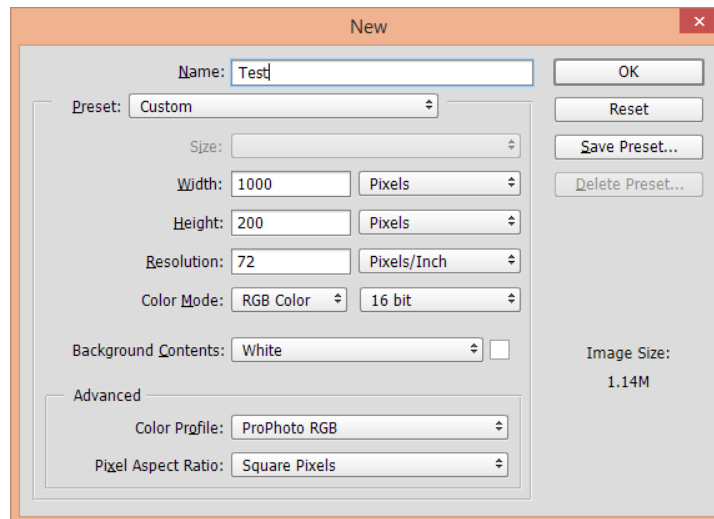 New
Name: Test
OK
Preset: Custom
Reset
Size:
Save Preset...
Width: 1000 Pixels
Delete Preset...
Height: 200 Pixels
Resolution: 72 Pixels/Inch
Color Mode: RGB Color 16 bit
Background Contents: White
Image Size:
1.14M
Advanced
Color Profile: ProPhoto RGB
Pixel Aspect Ratio: Square Pixels